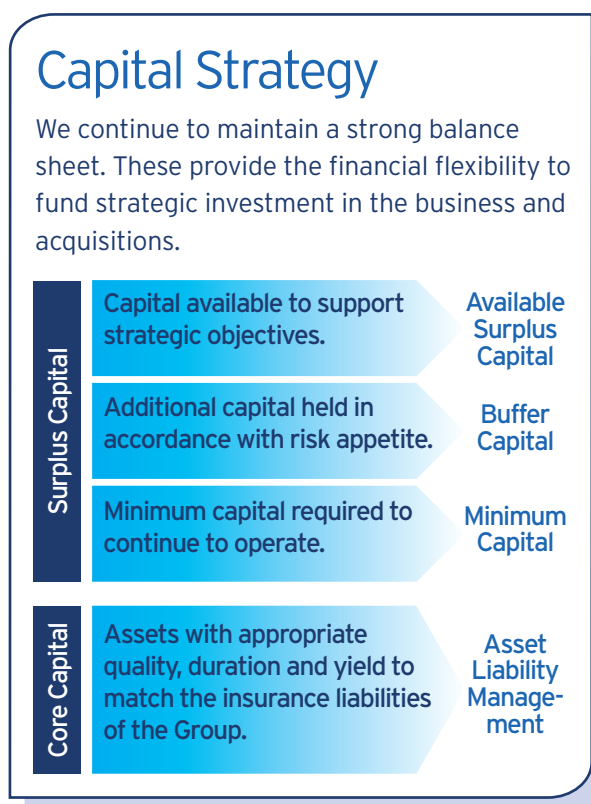 Capital Strategy
We continue to maintain a strong balance
sheet. These provide the financial flexibility to
fund strategic investment in the business and
acquisitions.
Surplus Capital
Capital available to support
strategic objectives.
Available
Surplus
Capital
Additional capital held in
accordance with risk appetite.
Buffer
Capital
Minimum capital required to
continue to operate.
Minimum
Capital
Core Capital
Assets with appropriate
quality, duration and yield to
match the insurance liabilities
of the Group.
Asset
Liability
Manage-
ment